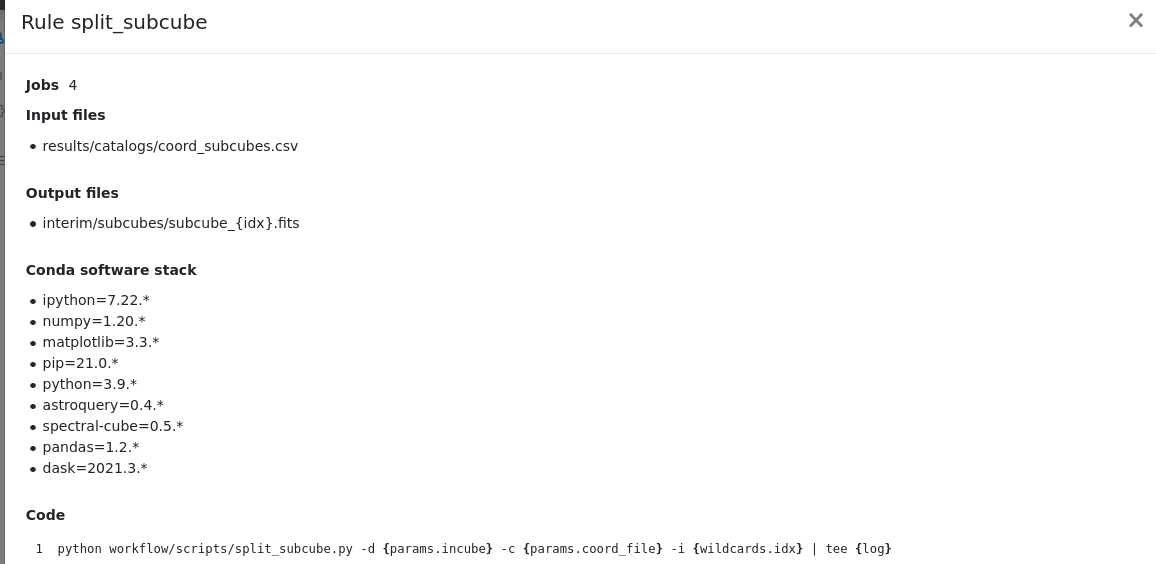 Rule split_subcube ×
Jobs 4
Input files
• results/catalogs/coord_subcubes.csv
Output files
• interim/subcubes/subcube_{idx}.fits
Conda software stack
• ipython=7.22.*
• numpy=1.20.*
• matplotlib=3.3.*
• pip=21.0.*
• python=3.9.*
• astroquery=0.4.*
• spectral-cube=0.5.*
• pandas=1.2.*
• dask=2021.3.*
Code
1 python workflow/scripts/split_subcube.py -d {params.incube} -c {params.coord_file} -i {wildcards.idx} | tee {log}